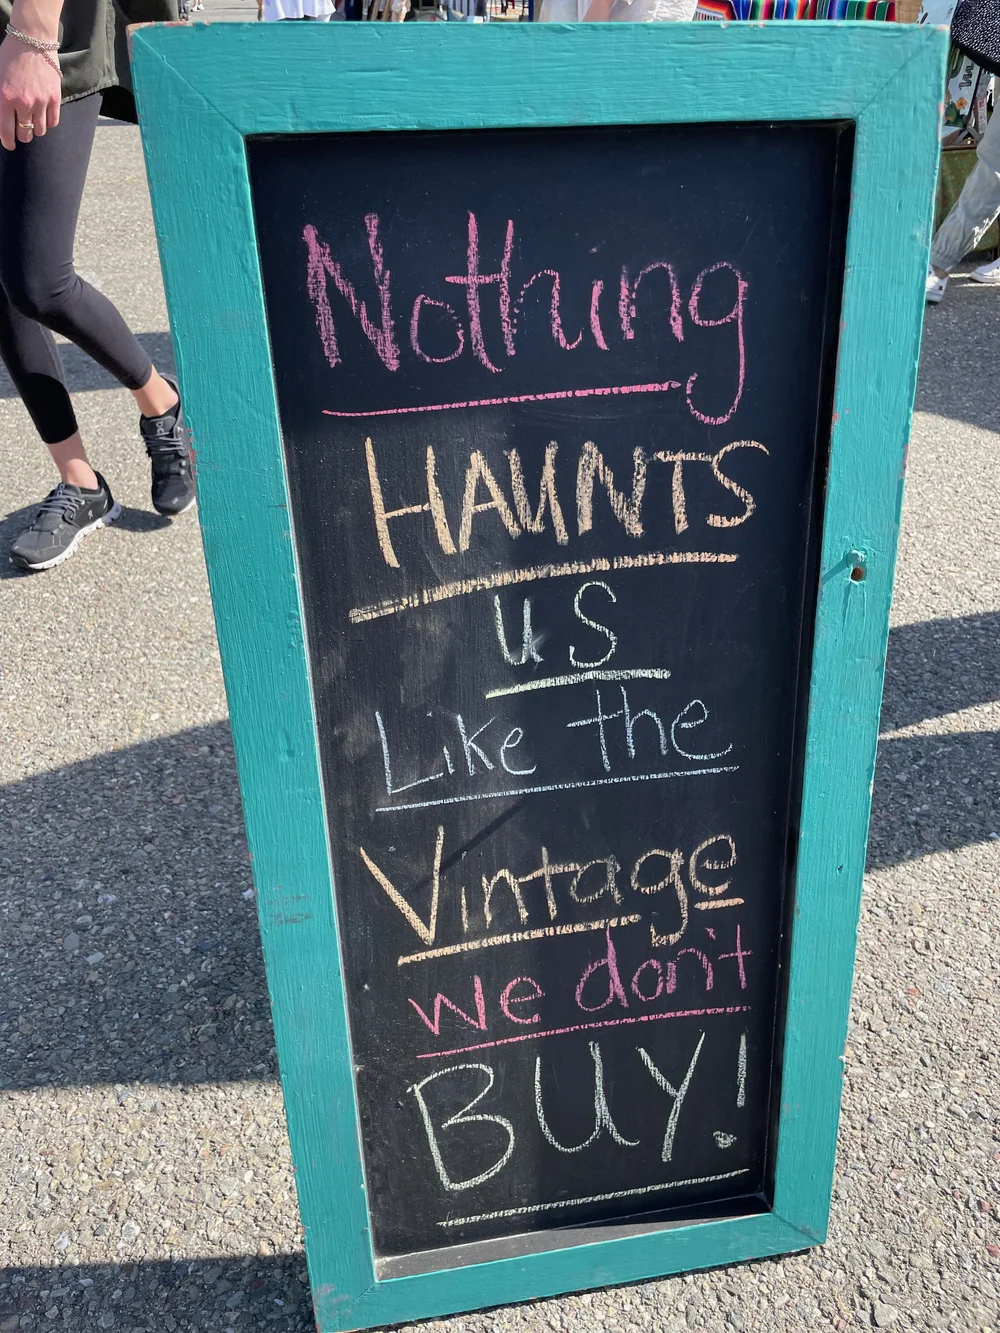 Nothing
HAUNTS
us
Like the
Vintage
we don't
BUY!